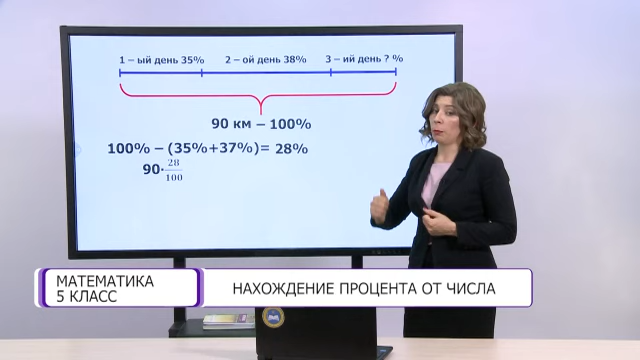 1 – ый день 35% 2 – ой день 38% 3 – ий день ? %
90 км – 100%
100% – (35%+37%)= 28%
90·28/100
МАТЕМАТИКА
5 КЛАСС
НАХОЖДЕНИЕ ПРОЦЕНТА ОТ ЧИСЛА